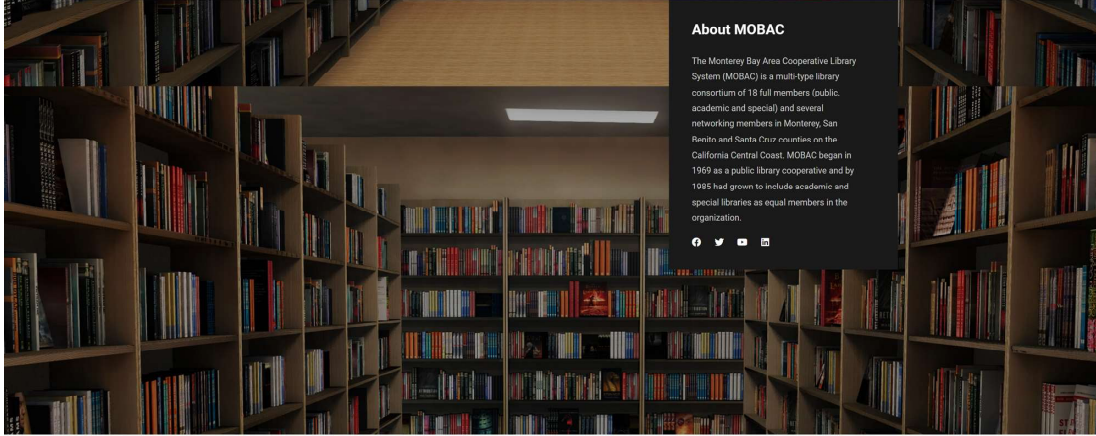 About MOBAC
The Monterey Bay Area Cooperative Library
System (MOBAC) is a multi-type library
consortium of 18 full members (public,
academic and special) and several
networking members in Monterey, San
Benito and Santa Cruz counties on the
California Central Coast. MOBAC began in
1969 as a public library cooperative and by
1985 had grown to include academic and
special libraries as equal members in the
organization.